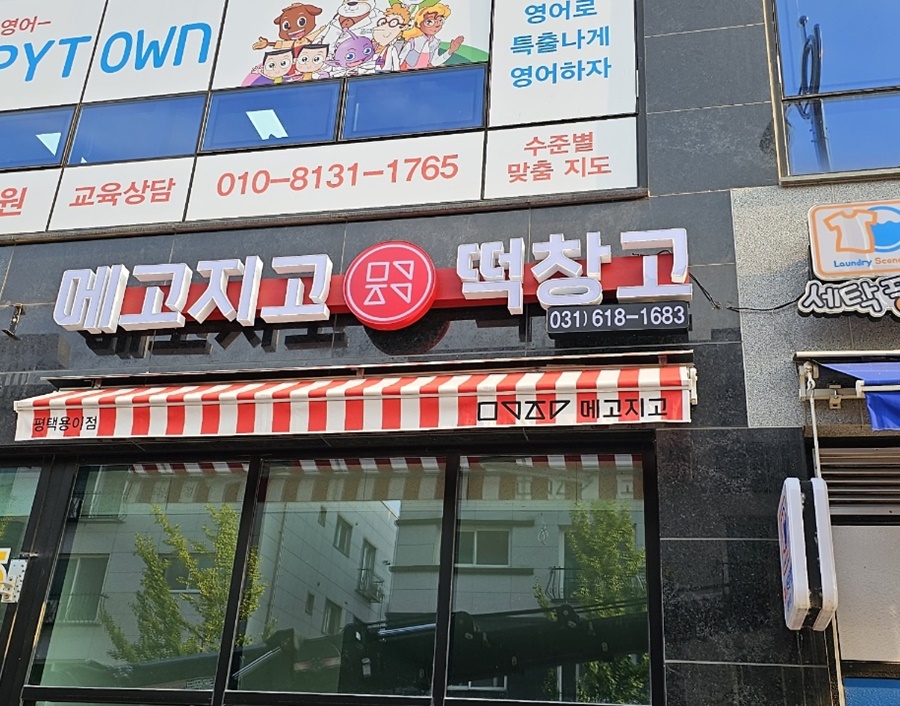 영어-
PYTOWN
영어로
특출나게
영어하자
원
교육상담
010-8131-1765
수준별
맞춤 지도
메고지고 떡창고
031) 618-1683
Laundry Scene
세탁
평택용이점
메고지고